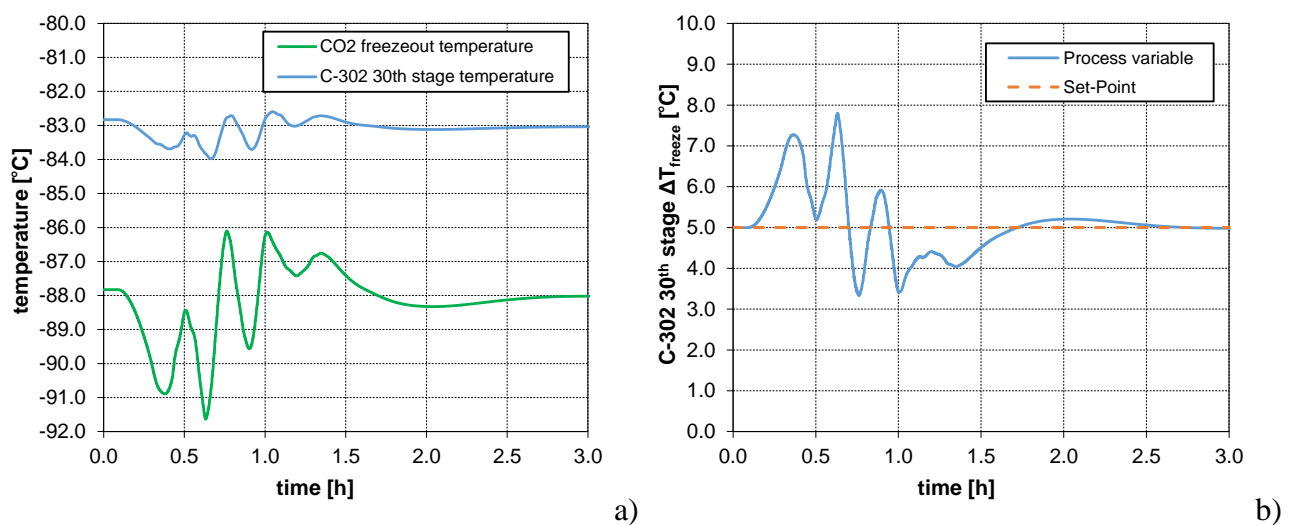 -80.0
-81.0
-82.0
-83.0
-84.0
-85.0
-86.0
-87.0
-88.0
-89.0
-90.0
-91.0
-92.0
temperature [°C]
CO2 freezeout temperature
C-302 30th stage temperature
0.0 0.5 1.0 1.5 2.0 2.5 3.0
time [h]
a)
10.0
9.0
8.0
7.0
6.0
5.0
4.0
3.0
2.0
1.0
0.0
C-302 30th stage ΔTfreeze [°C]
Process variable
Set-Point
0.0 0.5 1.0 1.5 2.0 2.5 3.0
time [h]
b)